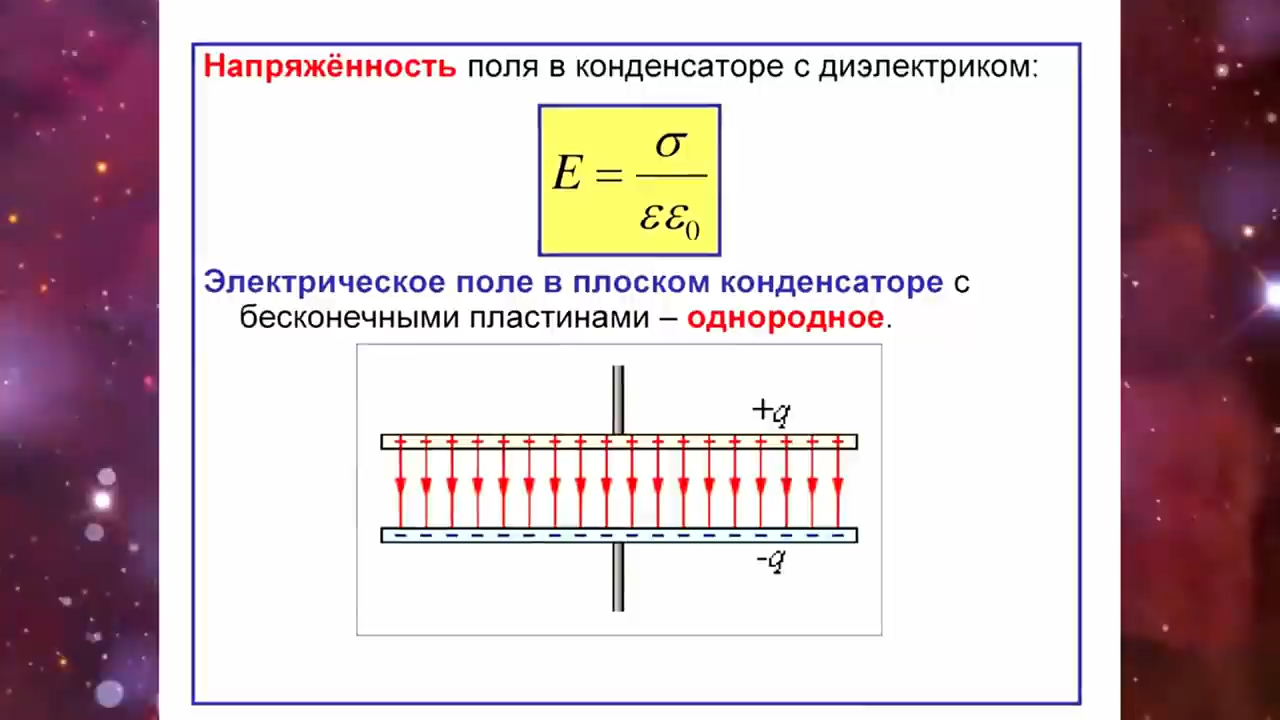 Напряжённость поля в конденсаторе с диэлектриком:
E = σ / εε₀
Электрическое поле в плоском конденсаторе с
бесконечными пластинами – однородное.
+q
-q